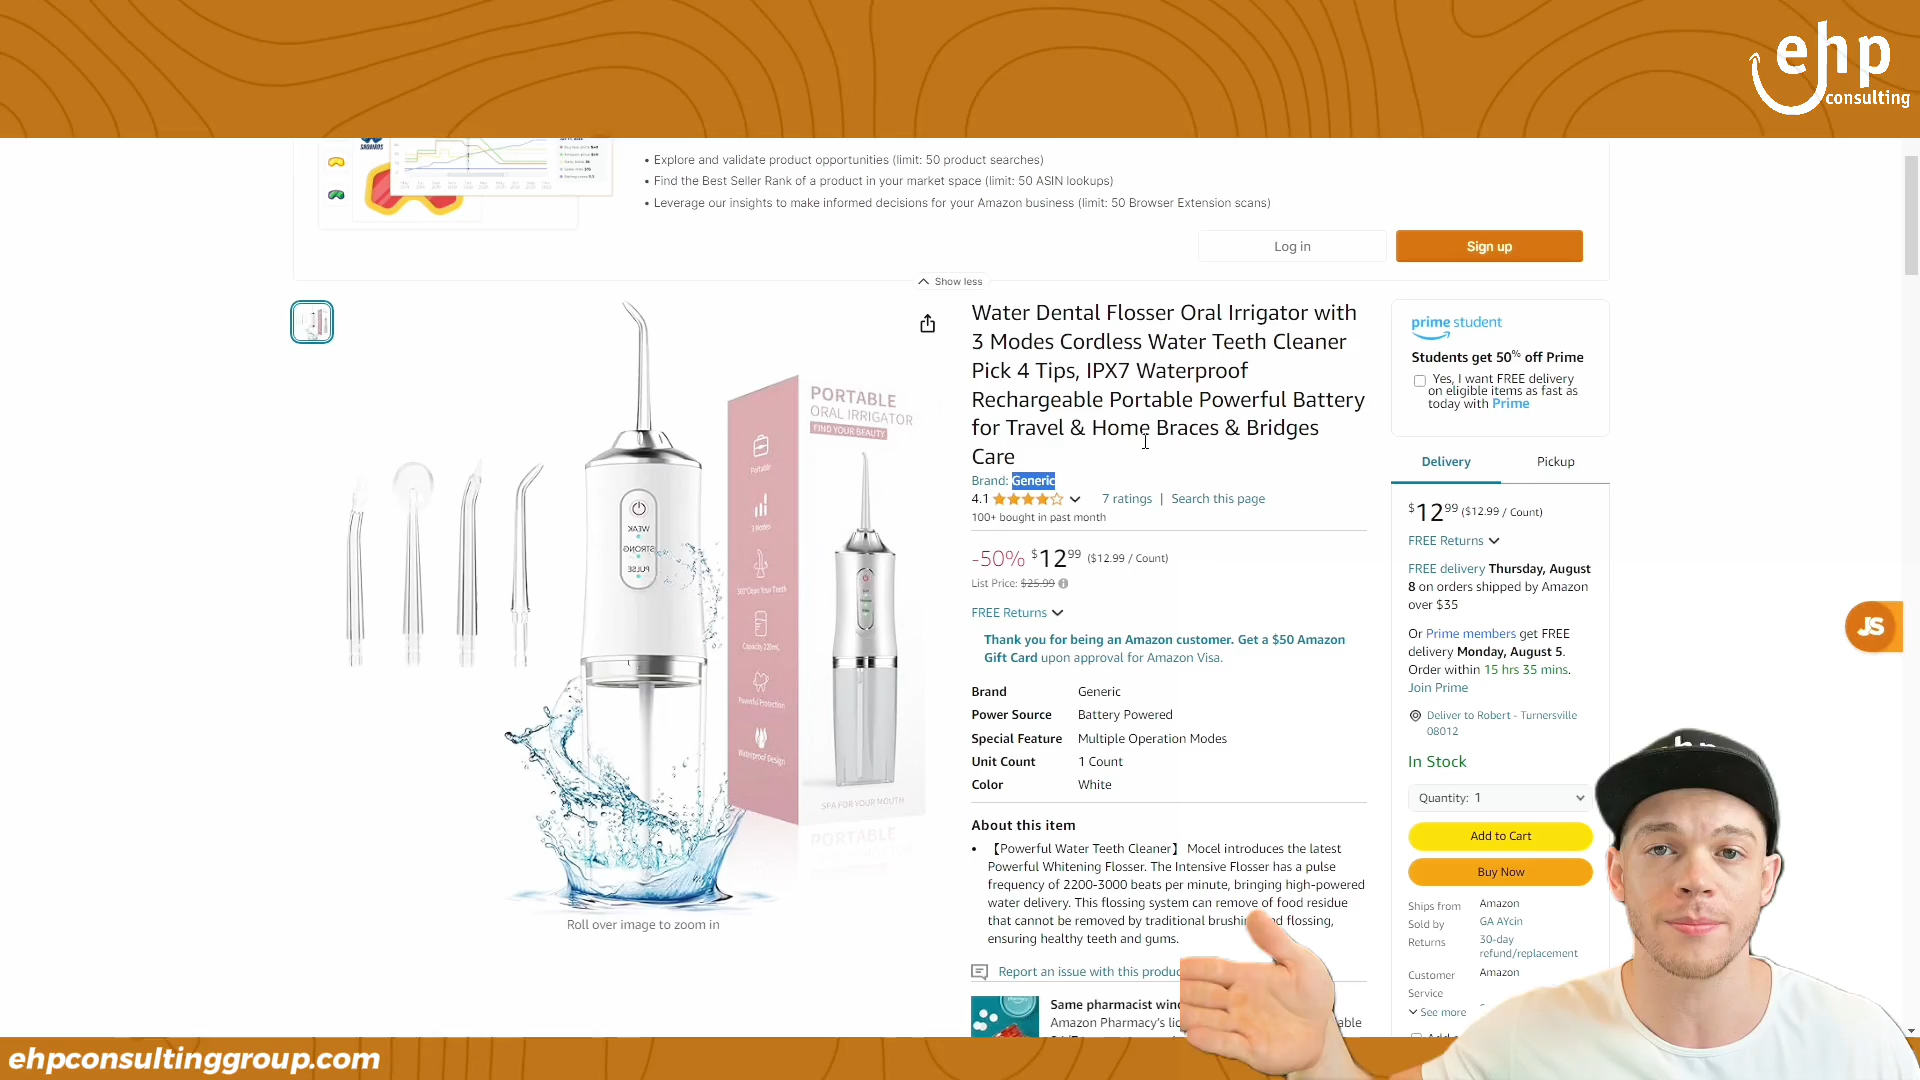 ehp
consulting
SHOWARDS
• Explore and validate product opportunities (limit: 50 product searches)
• Find the Best Seller Rank of a product in your market space (limit: 50 ASIN lookups)
• Leverage our insights to make informed decisions for your Amazon business (limit: 50 Browser Extension scans)
Log in
Sign up
Show less
PORTABLE
ORAL IRRIGATOR
FIND YOUR BEAUTY
Portable
3 Modes
360°Clean Your Teeth
Capacity 220mL
Powerful Protection
Waterproof Design
SPA FOR YOUR MOUTH
PORTABLE
WEAK
STRONG
PULSE
Roll over image to zoom in
Water Dental Flosser Oral Irrigator with
3 Modes Cordless Water Teeth Cleaner
Pick 4 Tips, IPX7 Waterproof
Rechargeable Portable Powerful Battery
for Travel & Home Braces & Bridges
Care
Brand: Generic
4.1 7 ratings | Search this page
100+ bought in past month
-50% $12 99 ($12.99 / Count)
List Price: $25.99
FREE Returns
Thank you for being an Amazon customer. Get a $50 Amazon
Gift Card upon approval for Amazon Visa.
Brand Generic
Power Source Battery Powered
Special Feature Multiple Operation Modes
Unit Count 1 Count
Color White
About this item
• 【Powerful Water Teeth Cleaner】 Mocel introduces the latest
Powerful Whitening Flosser. The Intensive Flosser has a pulse
frequency of 2200-3000 beats per minute, bringing high-powered
water delivery. This flossing system can remove of food residue
that cannot be removed by traditional brushi d flossing,
ensuring healthy teeth and gums.
Report an issue with this produc
Same pharmacist wind
Amazon Pharmacy's lic able
prime student
Students get 50% off Prime
Yes, I want FREE delivery
on eligible items as fast as
today with Prime
Delivery Pickup
$12 99 ($12.99 / Count)
FREE Returns
FREE delivery Thursday, August
8 on orders shipped by Amazon
over $35
Or Prime members get FREE
delivery Monday, August 5.
Order within 15 hrs 35 mins.
Join Prime
Deliver to Robert - Turnersville
08012
In Stock
Quantity: 1
Add to Cart
Buy Now
Ships from Amazon
Sold by GA AYcin
Returns 30-day
refund/replacement
Customer Amazon
Service
See more
JS
ehpconsultinggroup.com